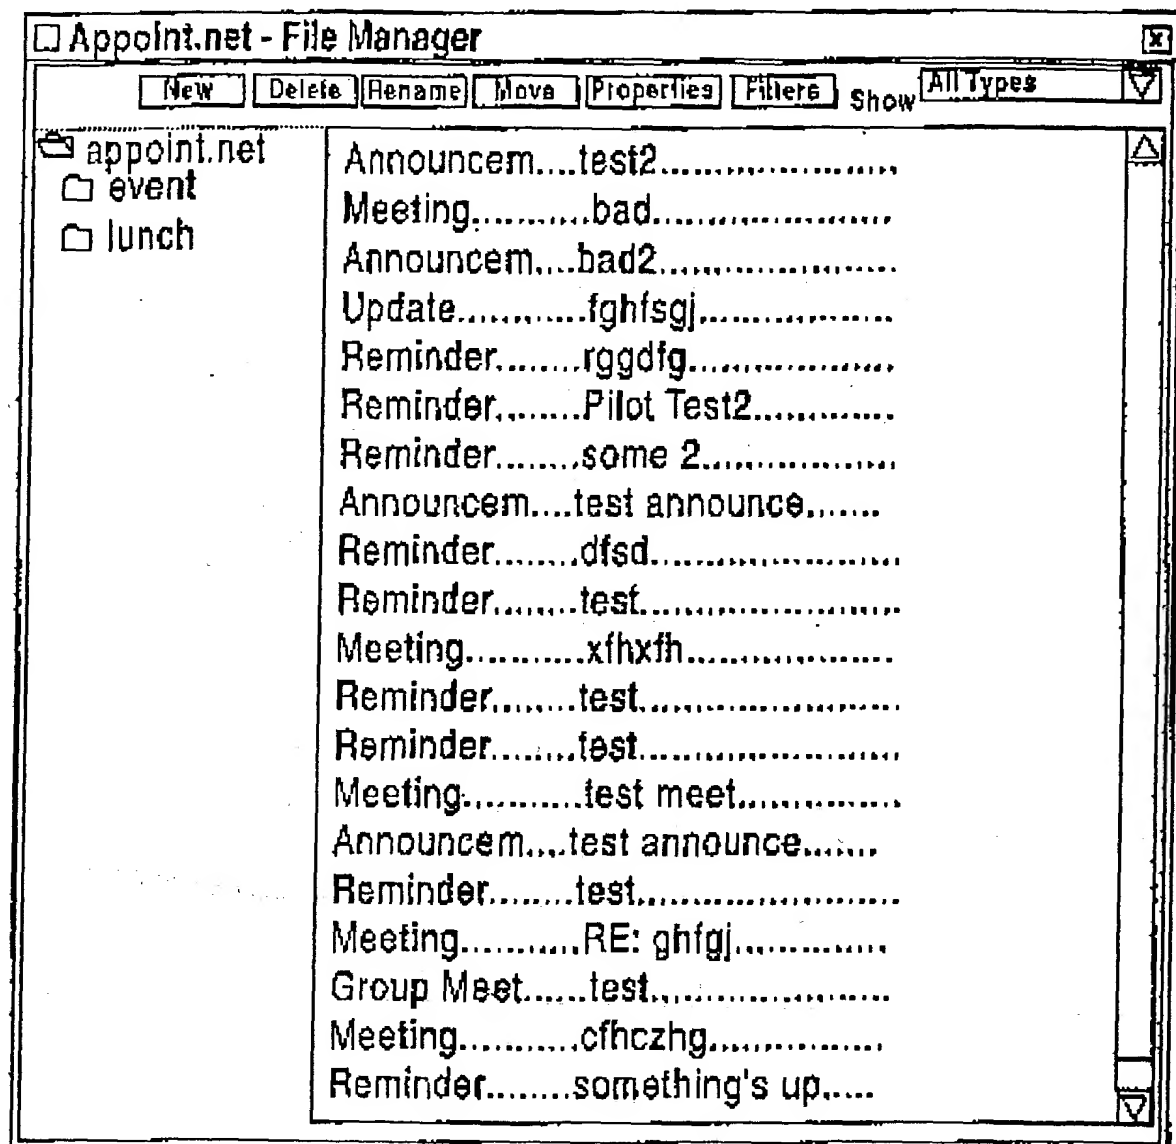 Appoint.net - File Manager
New Delete Rename Move Properties Filters Show All Types
appoint.net
event
lunch
Announcem....test2......................
Meeting............bad......................
Announcem....bad2......................
Update............fghfsgj..................
Reminder........rggdfg...................
Reminder........Pilot Test2.............
Reminder........some 2..................
Announcem....test announce.......
Reminder........dfsd.......................
Reminder........test........................
Meeting...........xfhxfh...................
Reminder........test........................
Reminder........test........................
Meeting...........test meet...............
Announcem....test announce.......
Reminder........test........................
Meeting...........RE: ghfgj..............
Group Meet......test......................
Meeting...........cfhczhg................
Reminder........something's up.....